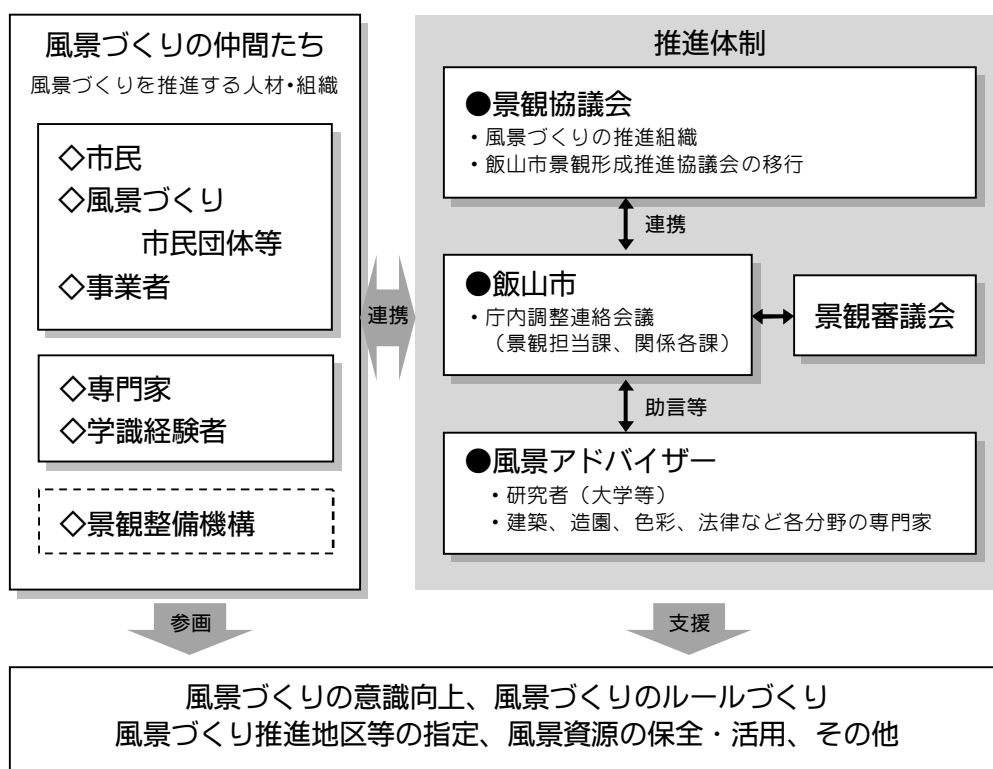 風景づくりの仲間たち
風景づくりを推進する人材・組織
◇市民
◇風景づくり
市民団体等
◇事業者
◇専門家
◇学識経験者
◇景観整備機構
連携
推進体制
●景観協議会
・風景づくりの推進組織
・飯山市景観形成推進協議会の移行
連携
●飯山市
・庁内調整連絡会議
（景観担当課、関係各課）
景観審議会
助言等
●風景アドバイザー
・研究者（大学等）
・建築、造園、色彩、法律など各分野の専門家
参画
支援
風景づくりの意識向上、風景づくりのルールづくり
風景づくり推進地区等の指定、風景資源の保全・活用、その他